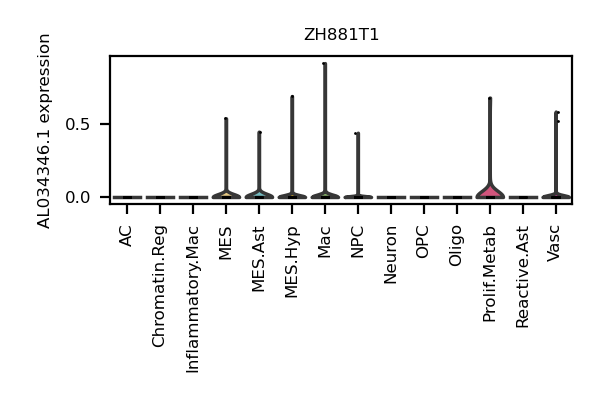 ZH881T1
AL034346.1 expression
0.5
0.0
AC
Chromatin.Reg
Inflammatory.Mac
MES
MES.Ast
MES.Hyp
Mac
NPC
Neuron
OPC
Oligo
Prolif.Metab
Reactive.Ast
Vasc